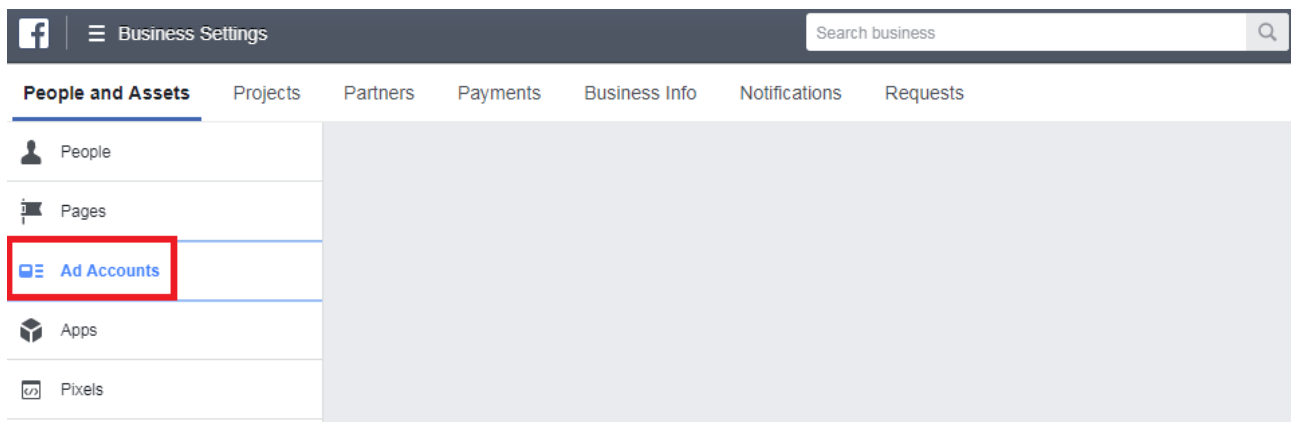 f Business Settings Search business
People and Assets Projects Partners Payments Business Info Notifications Requests
People
Pages
Ad Accounts
Apps
Pixels